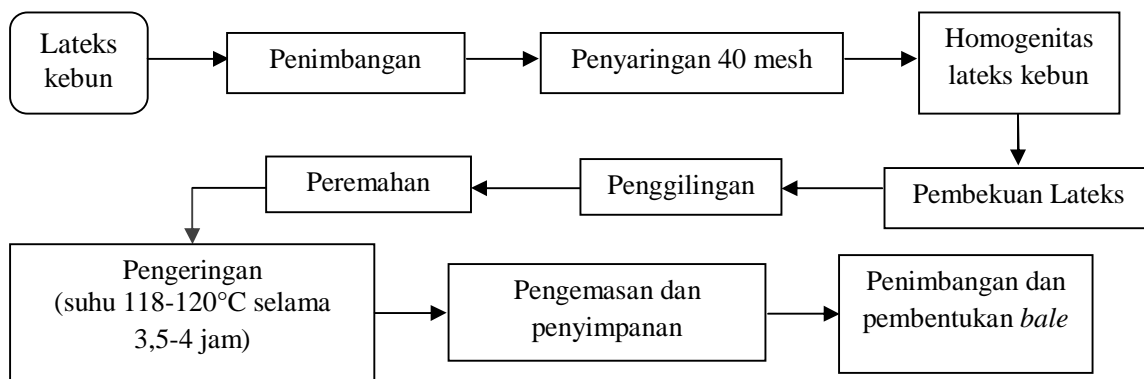 Lateks
kebun
Penimbangan
Penyaringan 40 mesh
Homogenitas
lateks kebun
Pembekuan Lateks
Penggilingan
Peremahan
Pengeringan
(suhu 118-120°C selama
3,5-4 jam)
Pengemasan dan
penyimpanan
Penimbangan dan
pembentukan bale